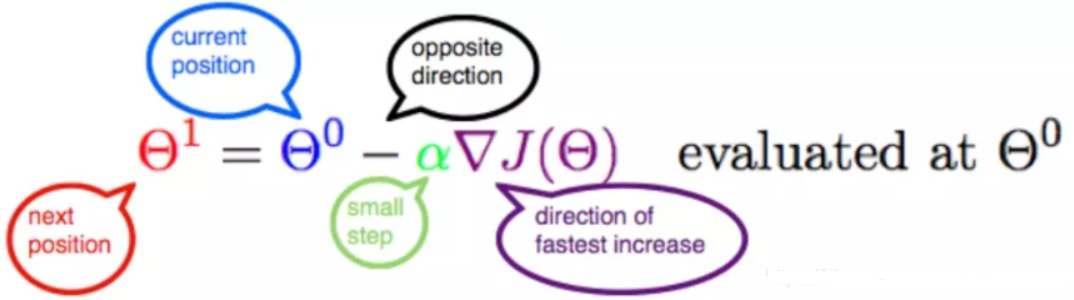 current
position
opposite
direction
Θ¹ = Θ⁰ − α∇J(Θ) evaluated at Θ⁰
next
position
small
step
direction of
fastest increase